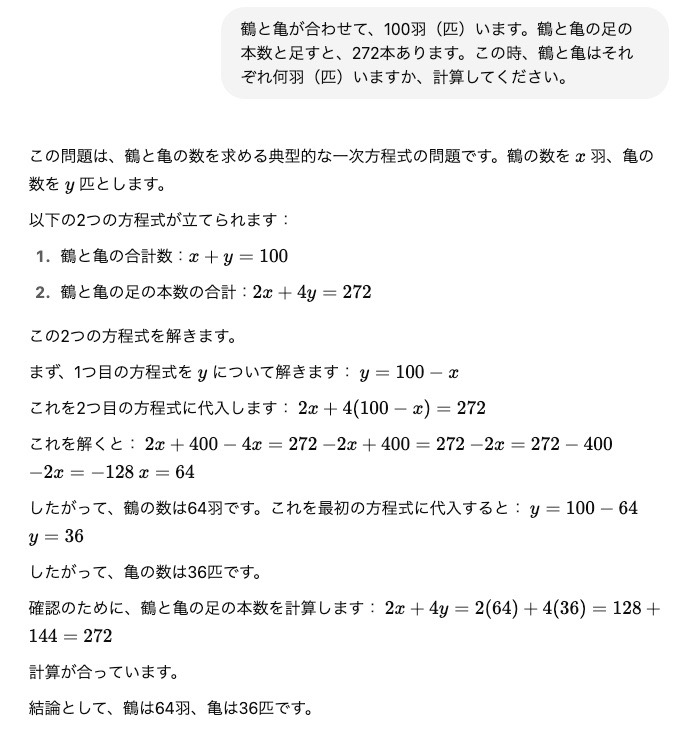 鶴と亀が合わせて、100羽（匹）います。鶴と亀の足の
本数と足すと、272本あります。この時、鶴と亀はそれ
ぞれ何羽（匹）いますか、計算してください。
この問題は、鶴と亀の数を求める典型的な一次方程式の問題です。鶴の数を x 羽、亀の
数を y 匹とします。
以下の2つの方程式が立てられます：
1. 鶴と亀の合計数：x + y = 100
2. 鶴と亀の足の本数の合計：2x + 4y = 272
この2つの方程式を解きます。
まず、1つ目の方程式を y について解きます： y = 100 − x
これを2つ目の方程式に代入します： 2x + 4(100 − x) = 272
これを解くと： 2x + 400 − 4x = 272 −2x + 400 = 272 −2x = 272 − 400
−2x = −128 x = 64
したがって、鶴の数は64羽です。これを最初の方程式に代入すると： y = 100 − 64
y = 36
したがって、亀の数は36匹です。
確認のために、鶴と亀の足の本数を計算します： 2x + 4y = 2(64) + 4(36) = 128 +
144 = 272
計算が合っています。
結論として、鶴は64羽、亀は36匹です。